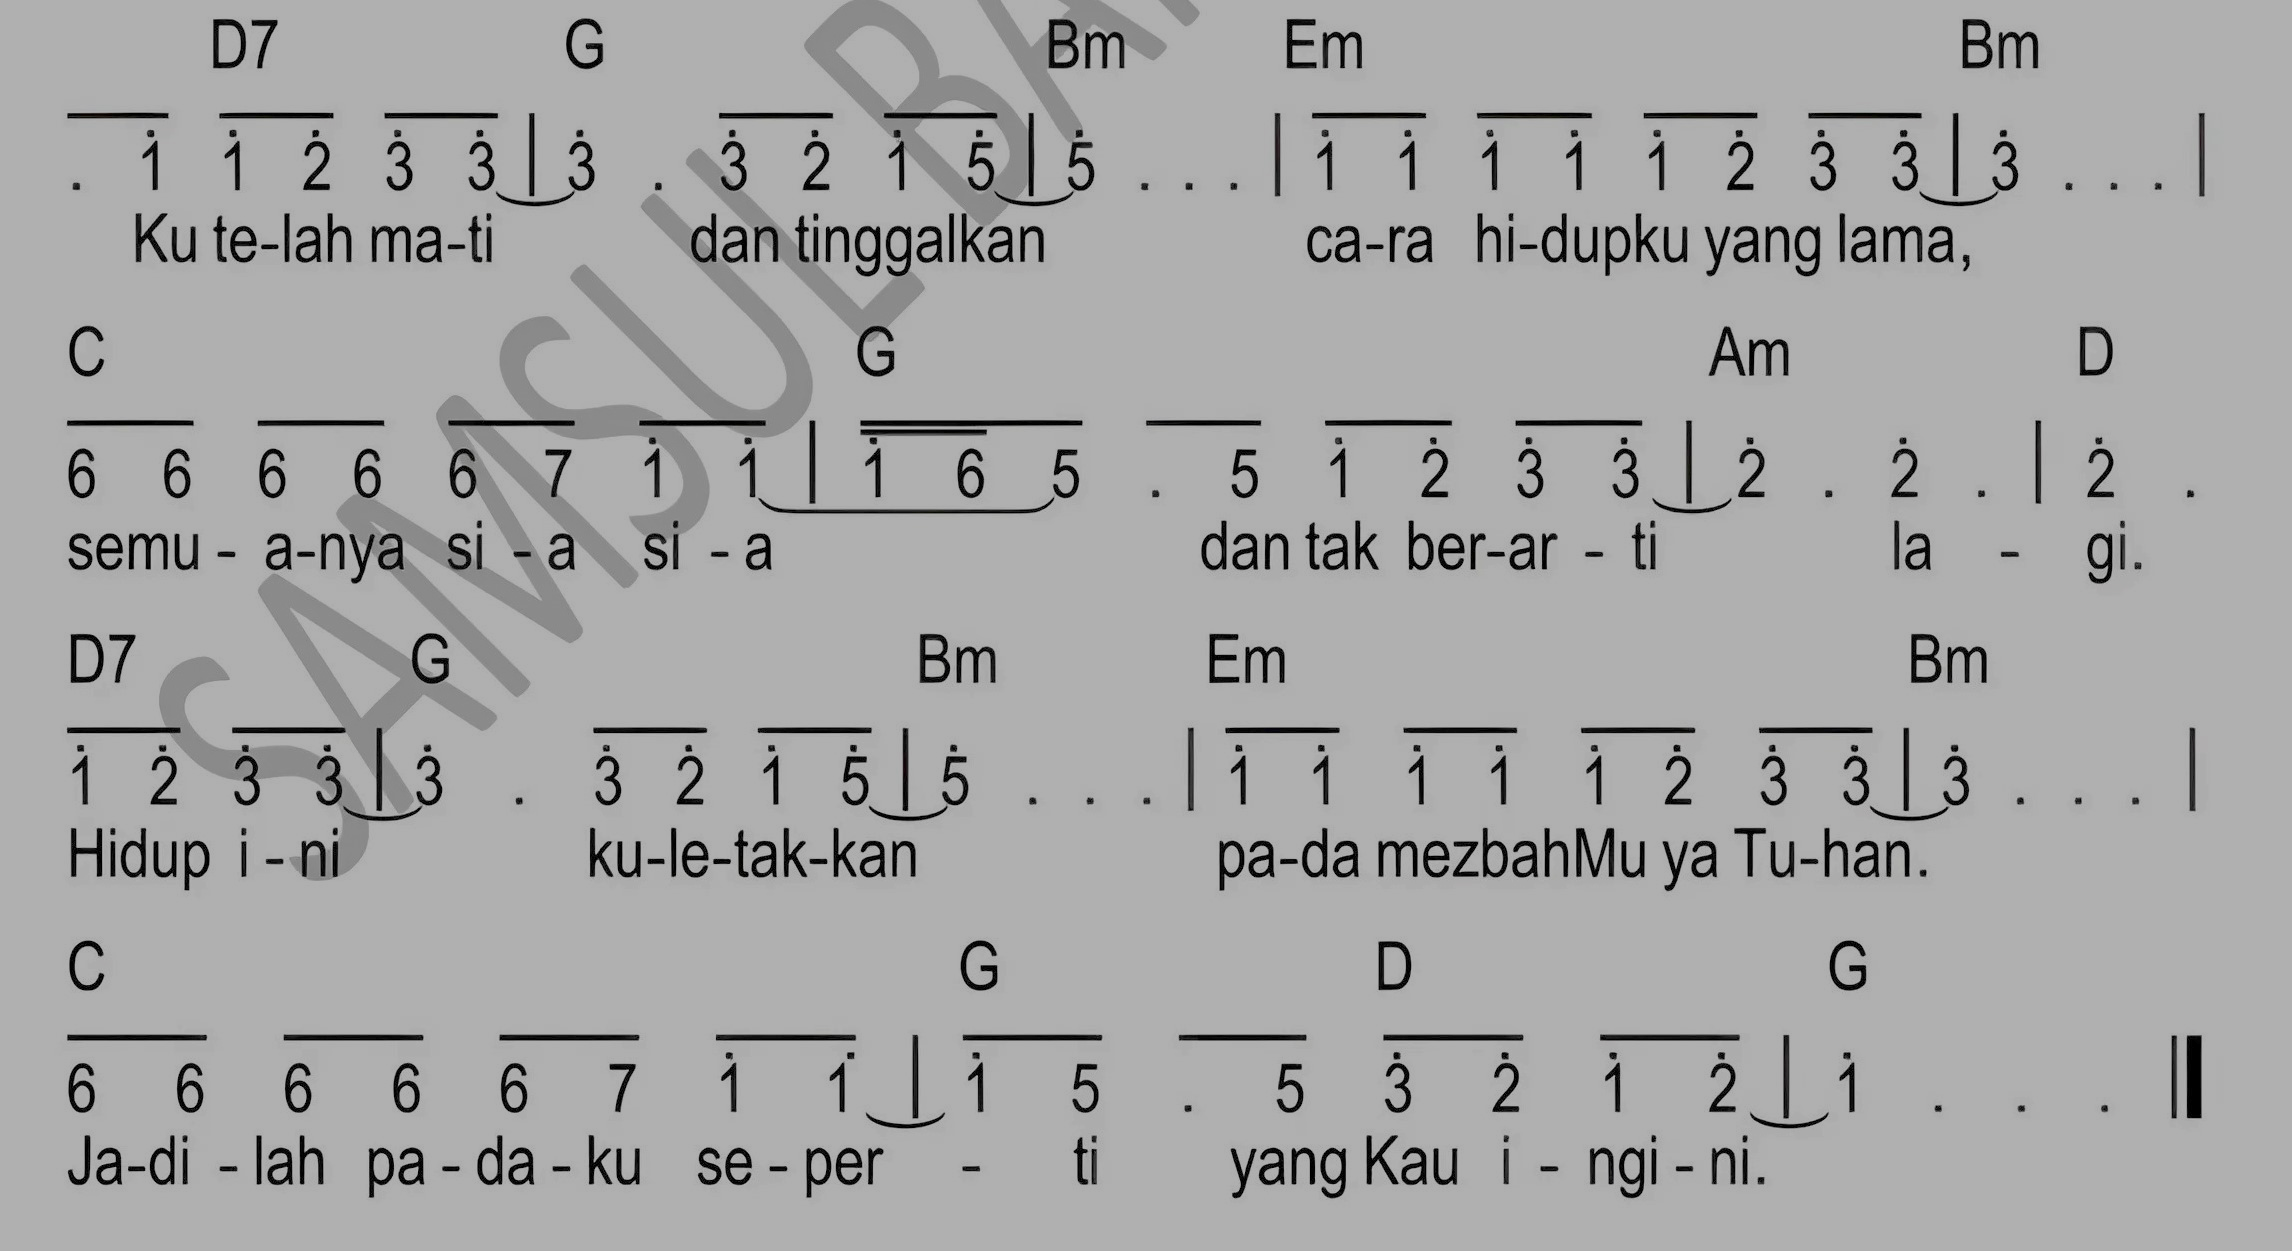 D7 G Bm Em Bm
. 1̇ 1̇ 2̇ 3̇ 3̇ | 3̇ . 3̇ 2̇ 1̇ 5̇ | 5̇ . . . | 1̇ 1̇ 1̇ 1̇ 1̇ 2̇ 3̇ 3̇ | 3̇ . . . |
Ku te-lah ma-ti dan tinggalkan ca-ra hi-dupku yang lama,
C G Am D
6 6 6 6 6 7 1̇ 1̇ | 1̇ 6 5 . 5 1̇ 2̇ 3̇ 3̇ | 2̇ . 2̇ . | 2̇ .
semu - a-nya si - a si - a dan tak ber-ar - ti la - gi.
D7 G Bm Em Bm
1̇ 2̇ 3̇ 3̇ | 3̇ . 3̇ 2̇ 1̇ 5̇ | 5̇ . . . | 1̇ 1̇ 1̇ 1̇ 1̇ 2̇ 3̇ 3̇ | 3̇ . . . |
Hidup i - ni ku-le-tak-kan pa-da mezbahMu ya Tu-han.
C G D G
6 6 6 6 6 7 1̇ 1̇ | 1̇ 5 . 5 3̇ 2̇ 1̇ 2̇ | 1̇ . . . ||
Ja-di - lah pa - da - ku se - per - ti yang Kau i - ngi - ni.
SAMSUL